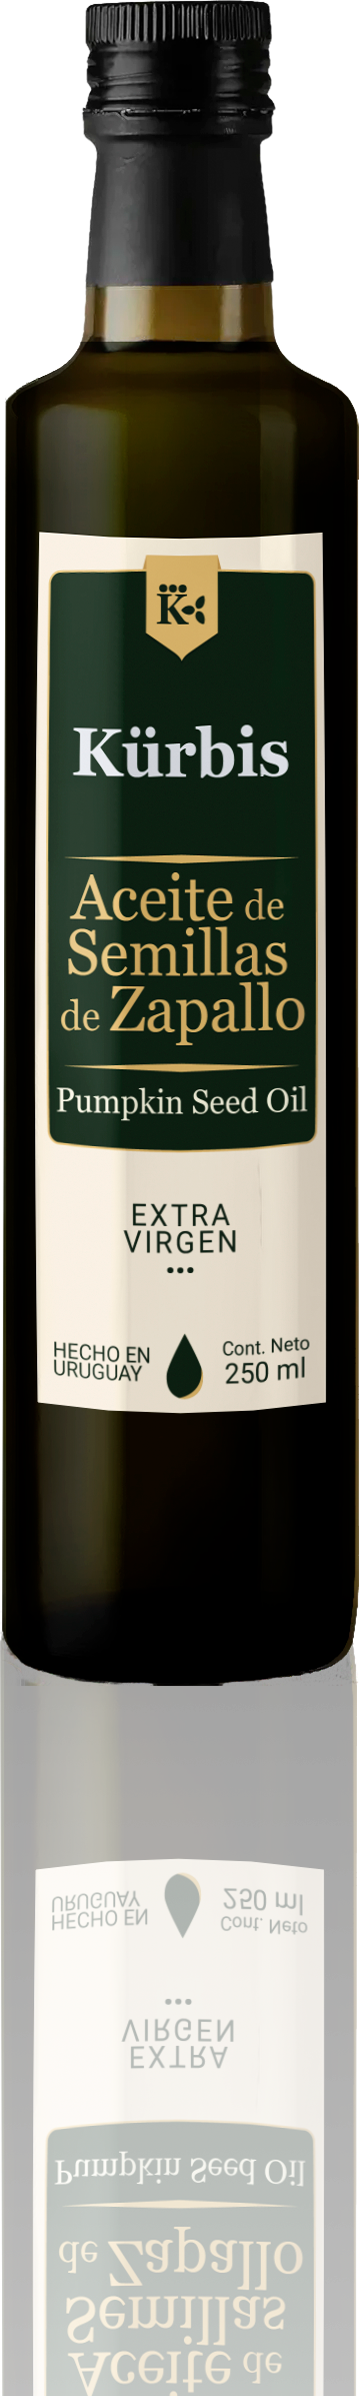 K
Kürbis
Aceite de
Semillas
de Zapallo
Pumpkin Seed Oil
EXTRA
VIRGEN
HECHO EN
URUGUAY
Cont. Neto
250 ml